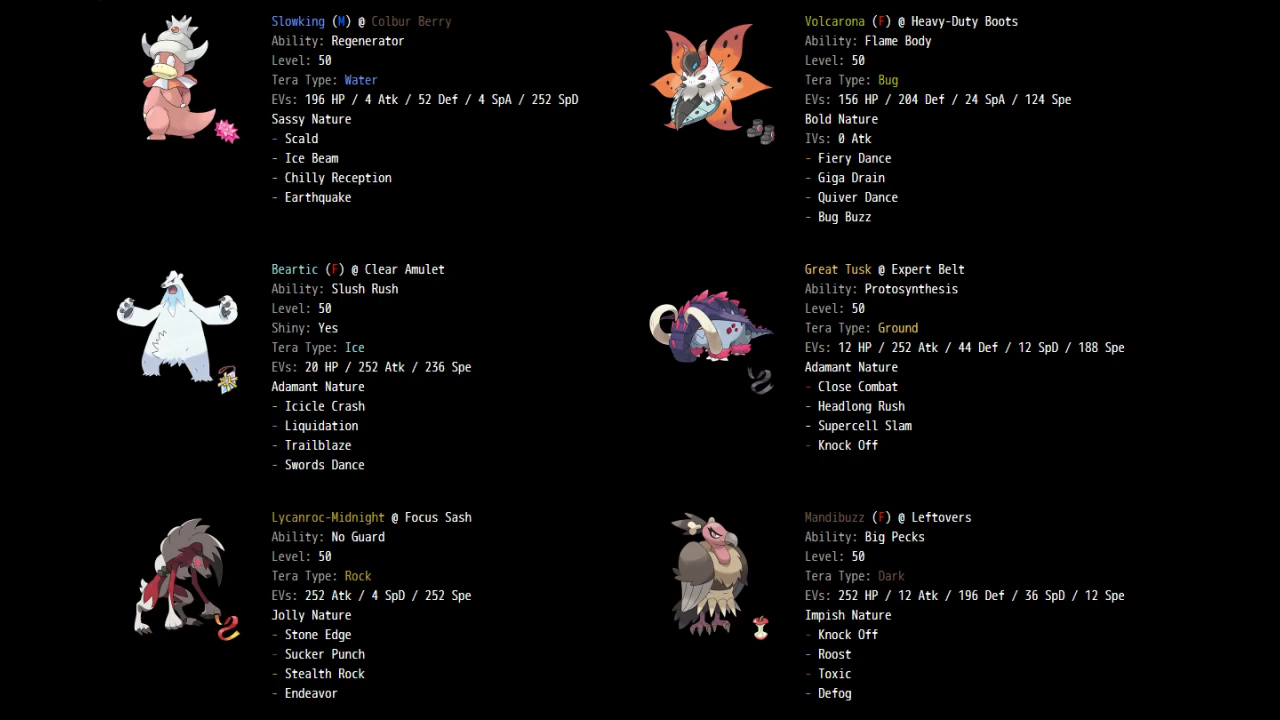 Slowking (M) @ Colbur Berry
Ability: Regenerator
Level: 50
Tera Type: Water
EVs: 196 HP / 4 Atk / 52 Def / 4 SpA / 252 SpD
Sassy Nature
- Scald
- Ice Beam
- Chilly Reception
- Earthquake
Volcarona (F) @ Heavy-Duty Boots
Ability: Flame Body
Level: 50
Tera Type: Bug
EVs: 156 HP / 204 Def / 24 SpA / 124 Spe
Bold Nature
IVs: 0 Atk
- Fiery Dance
- Giga Drain
- Quiver Dance
- Bug Buzz
Beartic (F) @ Clear Amulet
Ability: Slush Rush
Level: 50
Shiny: Yes
Tera Type: Ice
EVs: 20 HP / 252 Atk / 236 Spe
Adamant Nature
- Icicle Crash
- Liquidation
- Trailblaze
- Swords Dance
Great Tusk @ Expert Belt
Ability: Protosynthesis
Level: 50
Tera Type: Ground
EVs: 12 HP / 252 Atk / 44 Def / 12 SpD / 188 Spe
Adamant Nature
- Close Combat
- Headlong Rush
- Supercell Slam
- Knock Off
Lycanroc-Midnight @ Focus Sash
Ability: No Guard
Level: 50
Tera Type: Rock
EVs: 252 Atk / 4 SpD / 252 Spe
Jolly Nature
- Stone Edge
- Sucker Punch
- Stealth Rock
- Endeavor
Mandibuzz (F) @ Leftovers
Ability: Big Pecks
Level: 50
Tera Type: Dark
EVs: 252 HP / 12 Atk / 196 Def / 36 SpD / 12 Spe
Impish Nature
- Knock Off
- Roost
- Toxic
- Defog